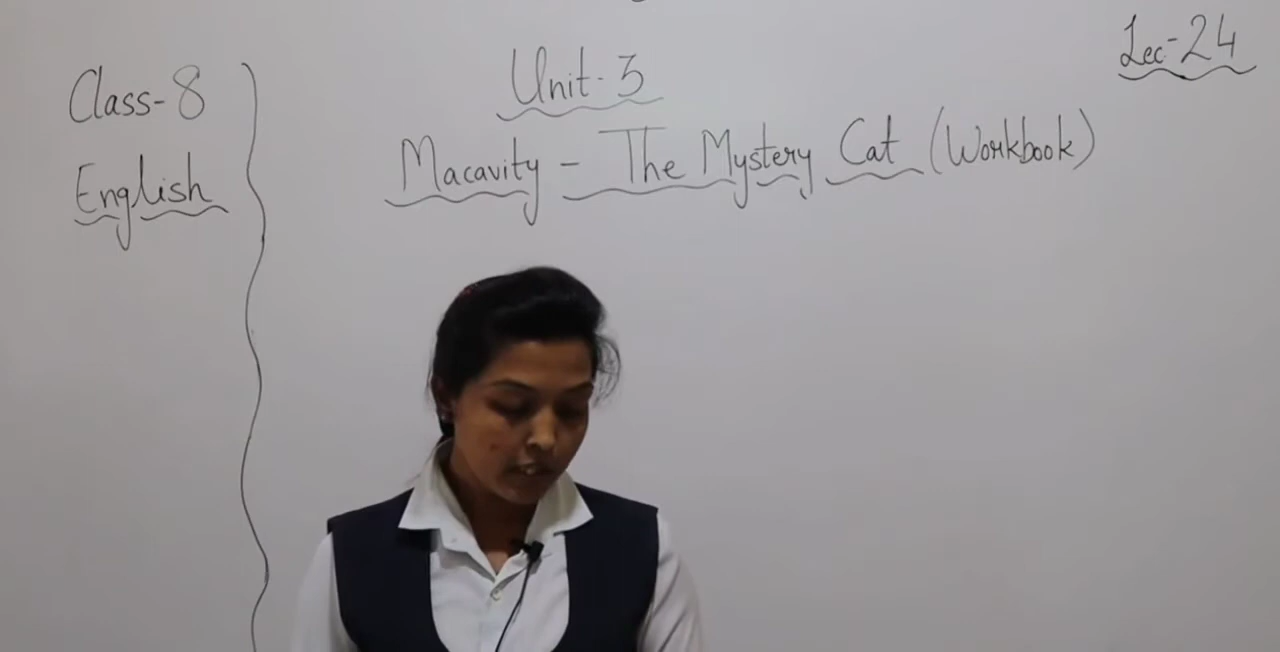 Lec-24
Class-8
Unit-3
English
Macavity - The Mystery Cat (Workbook)